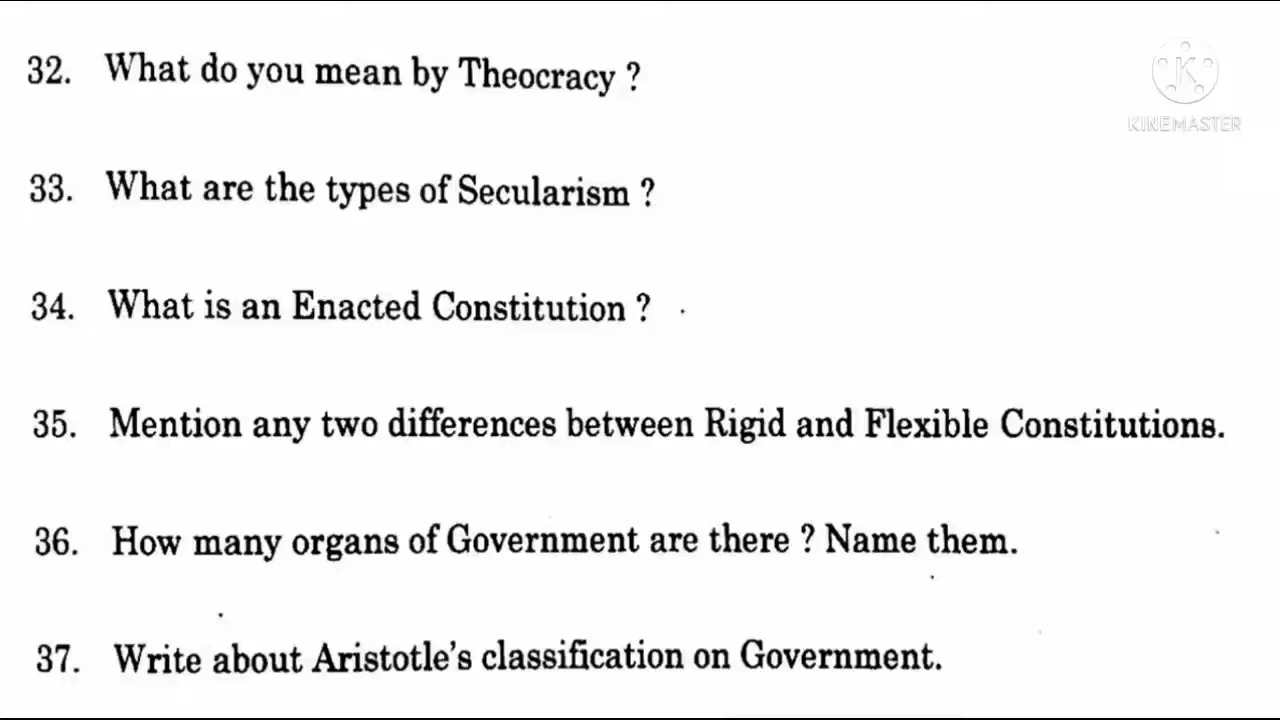 32. What do you mean by Theocracy ?
KINEMASTER
33. What are the types of Secularism ?
34. What is an Enacted Constitution ?
35. Mention any two differences between Rigid and Flexible Constitutions.
36. How many organs of Government are there ? Name them.
37. Write about Aristotle's classification on Government.